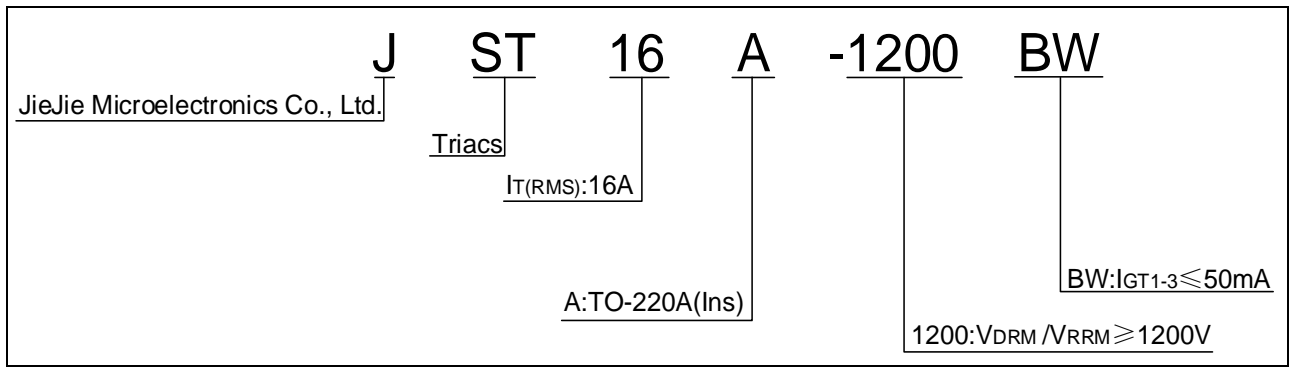 J ST 16 A -1200 BW
JieJie Microelectronics Co., Ltd.
Triacs
IT(RMS):16A
BW:IGT1-3≤50mA
A:TO-220A(Ins)
1200:VDRM /VRRM≥1200V